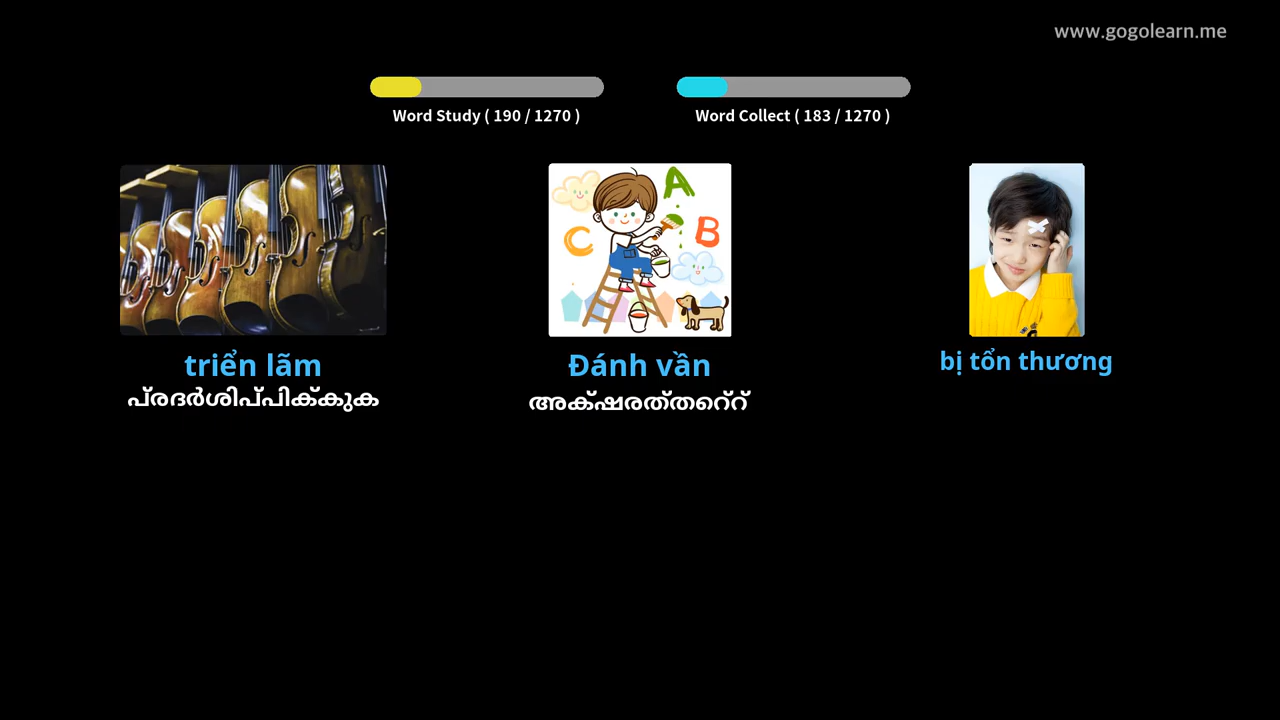 www.gogolearn.me
Word Study ( 190 / 1270 )
Word Collect ( 183 / 1270 )
triển lãm
Đánh vần
bị tổn thương
പ്രദർശിപ്പിക്കുക
അക്ഷരത്തെറ്റ്
A
B
C